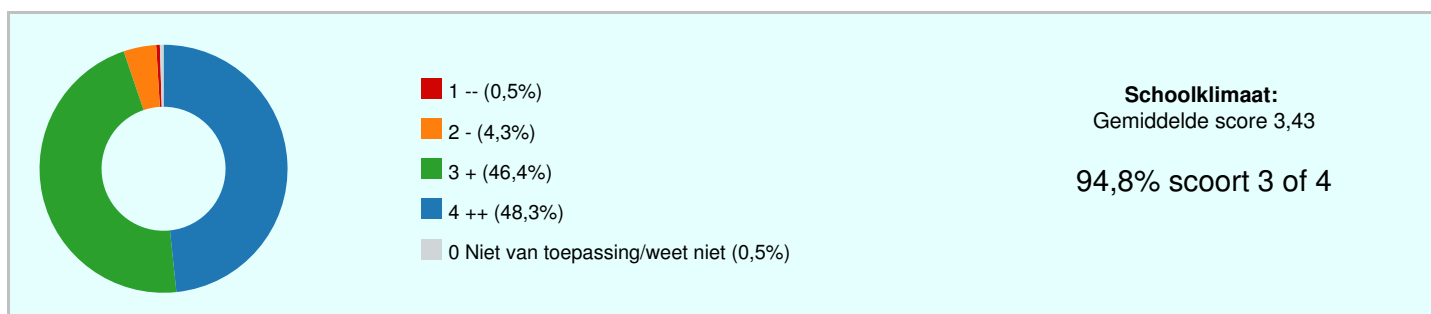 1 -- (0,5%)
2 - (4,3%)
3 + (46,4%)
4 ++ (48,3%)
0 Niet van toepassing/weet niet (0,5%)
Schoolklimaat:
Gemiddelde score 3,43
94,8% scoort 3 of 4